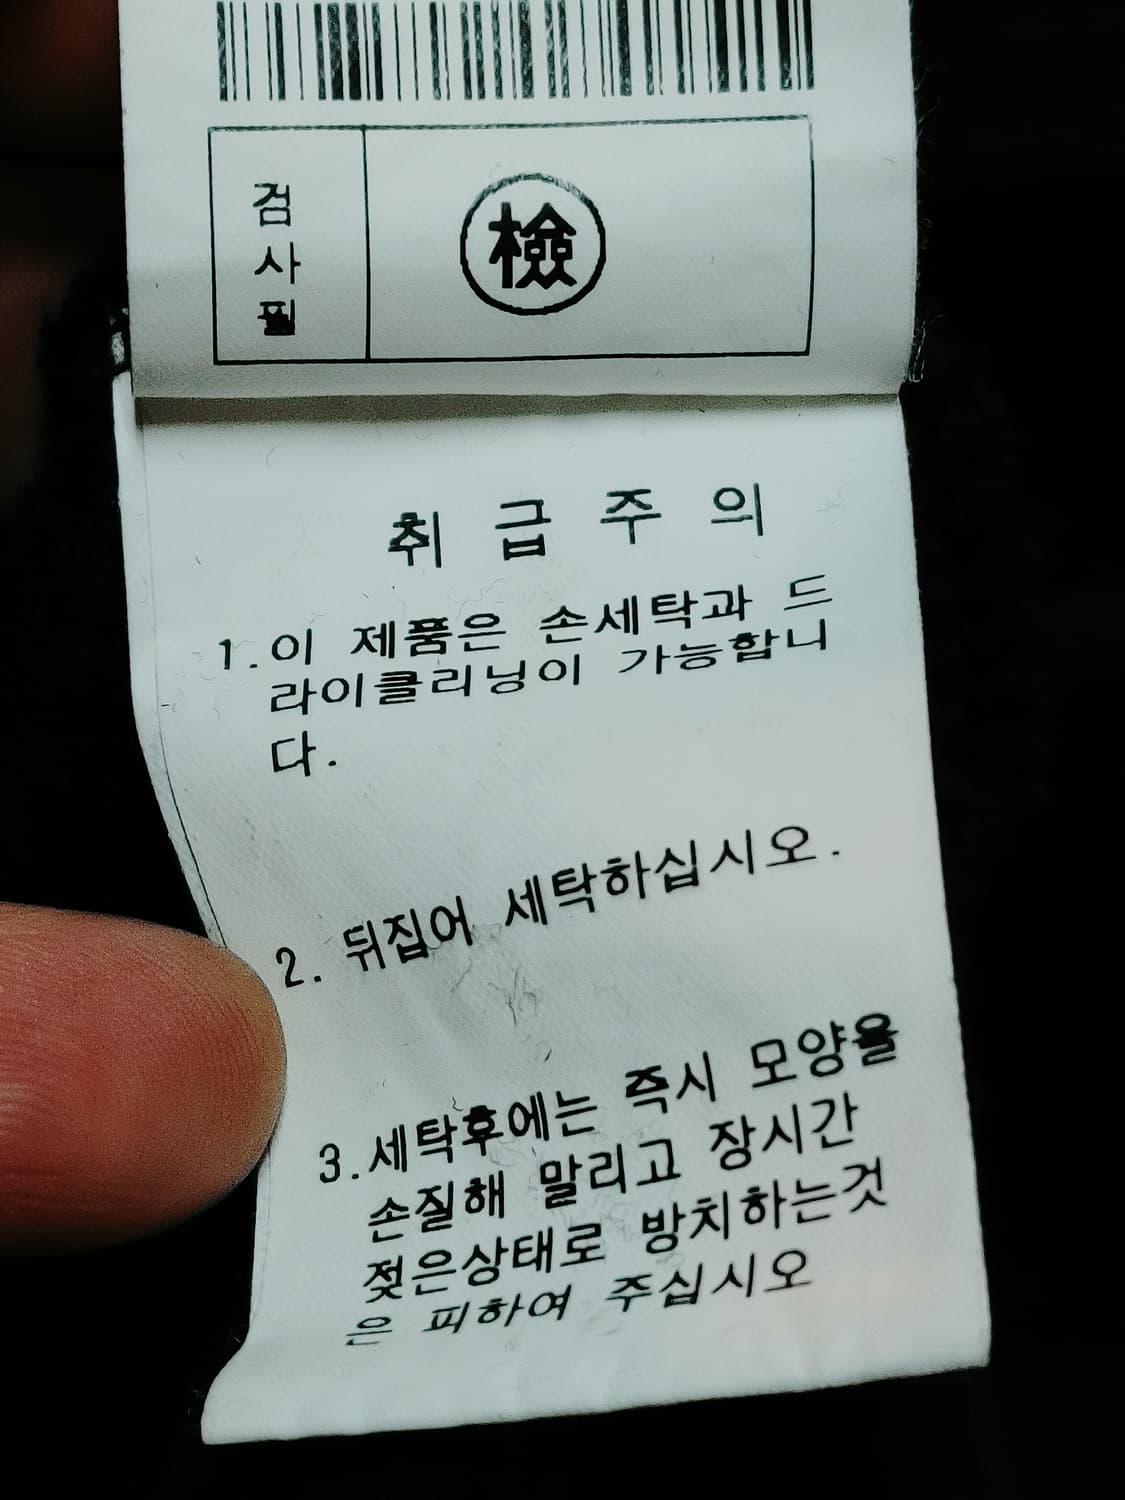 검사필
檢
취급주의
1.이 제품은 손세탁과 드
라이클리닝이 가능합니
다.
2. 뒤집어 세탁하십시오.
3.세탁후에는 즉시 모양을
손질해 말리고 장시간
젖은상태로 방치하는것
은 피하여 주십시오